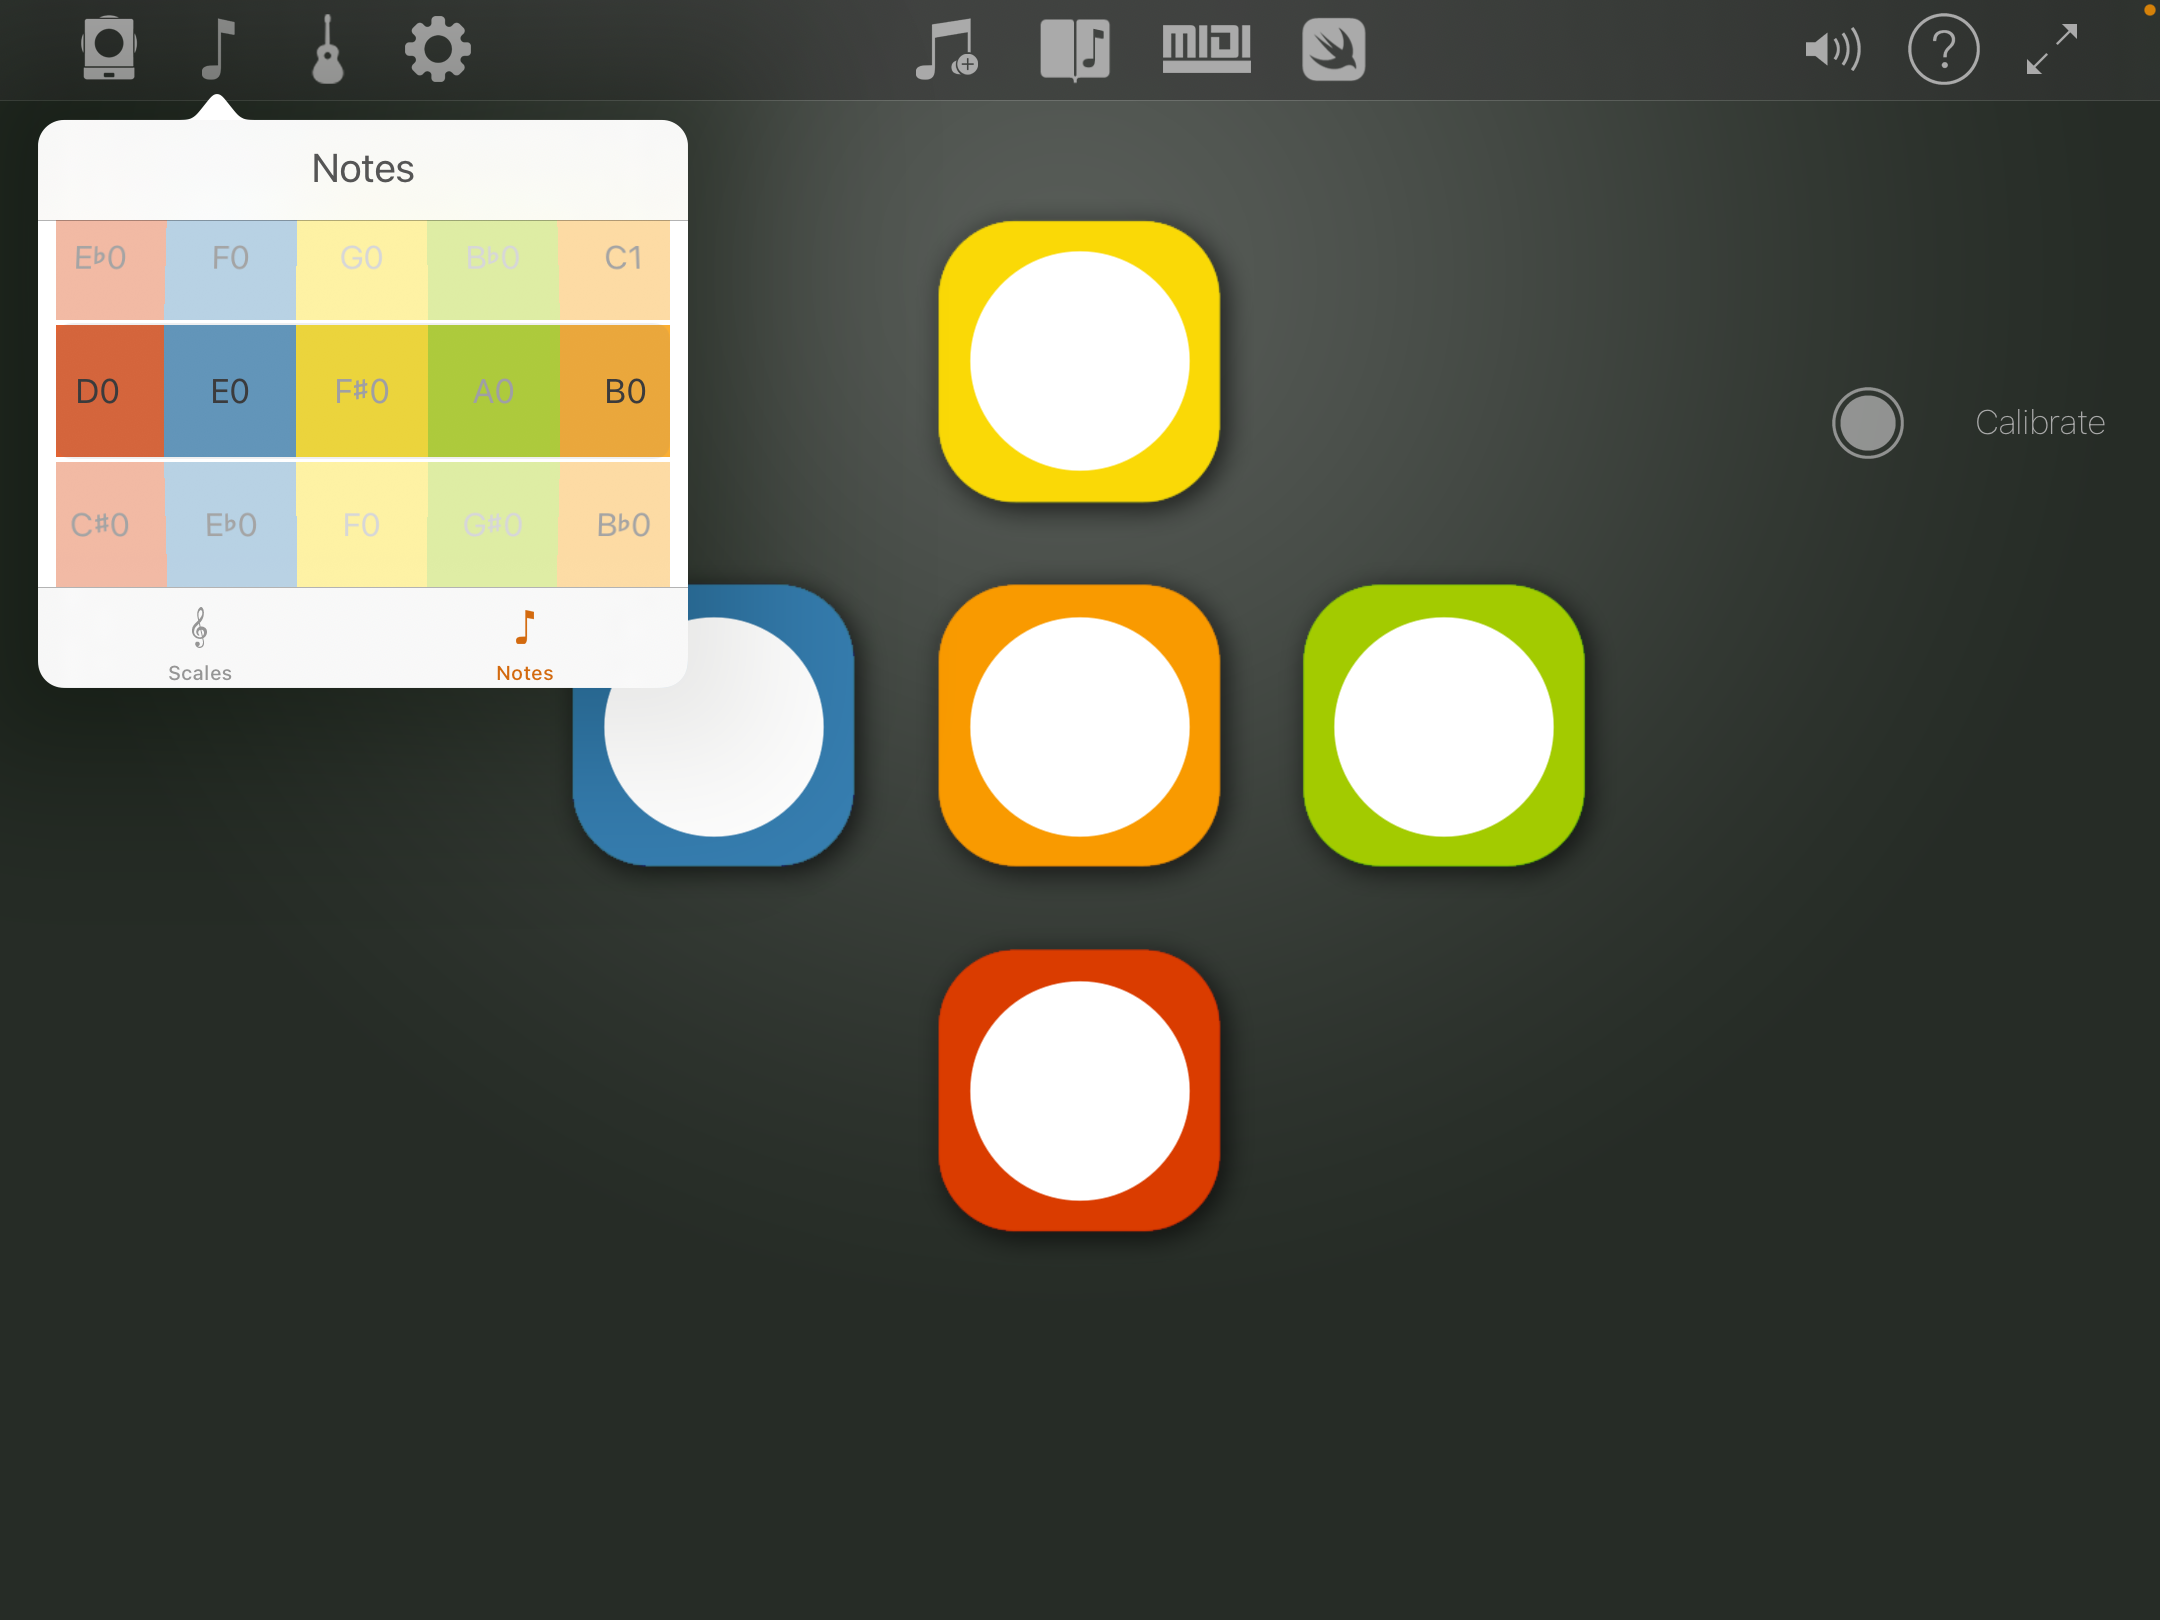 MIDI
?
Notes
E♭0 F0 G0 B♭0 C1
D0 E0 F♯0 A0 B0
C♯0 E♭0 F0 G♯0 B♭0
Calibrate
Scales Notes